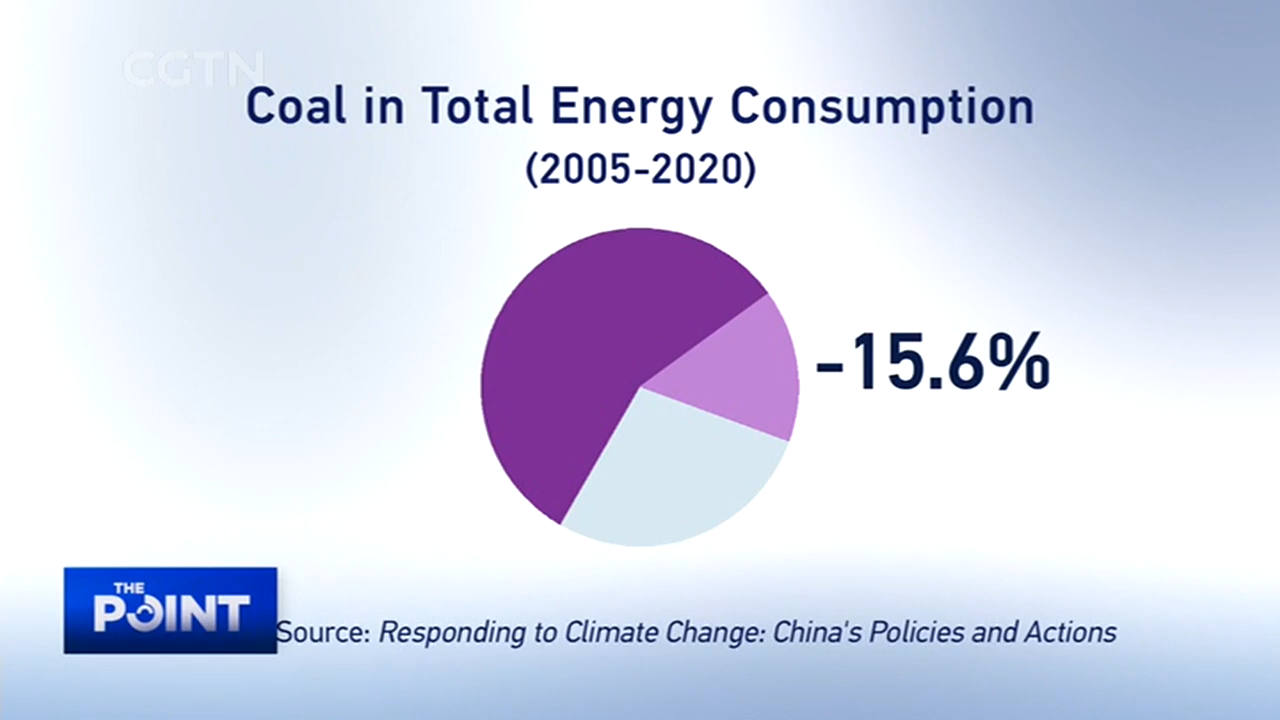 CGTN
Coal in Total Energy Consumption
(2005-2020)
-15.6%
THE
POINT
Source: Responding to Climate Change: China's Policies and Actions